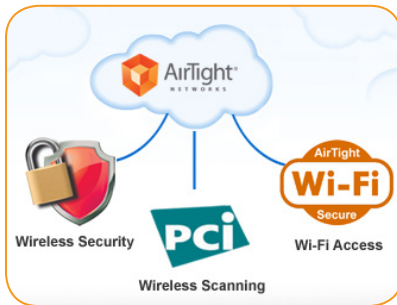 AirTight®
NETWORKS
AirTight
Wi-Fi
Secure
Wireless Security
PCi
Wi-Fi Access
Wireless Scanning